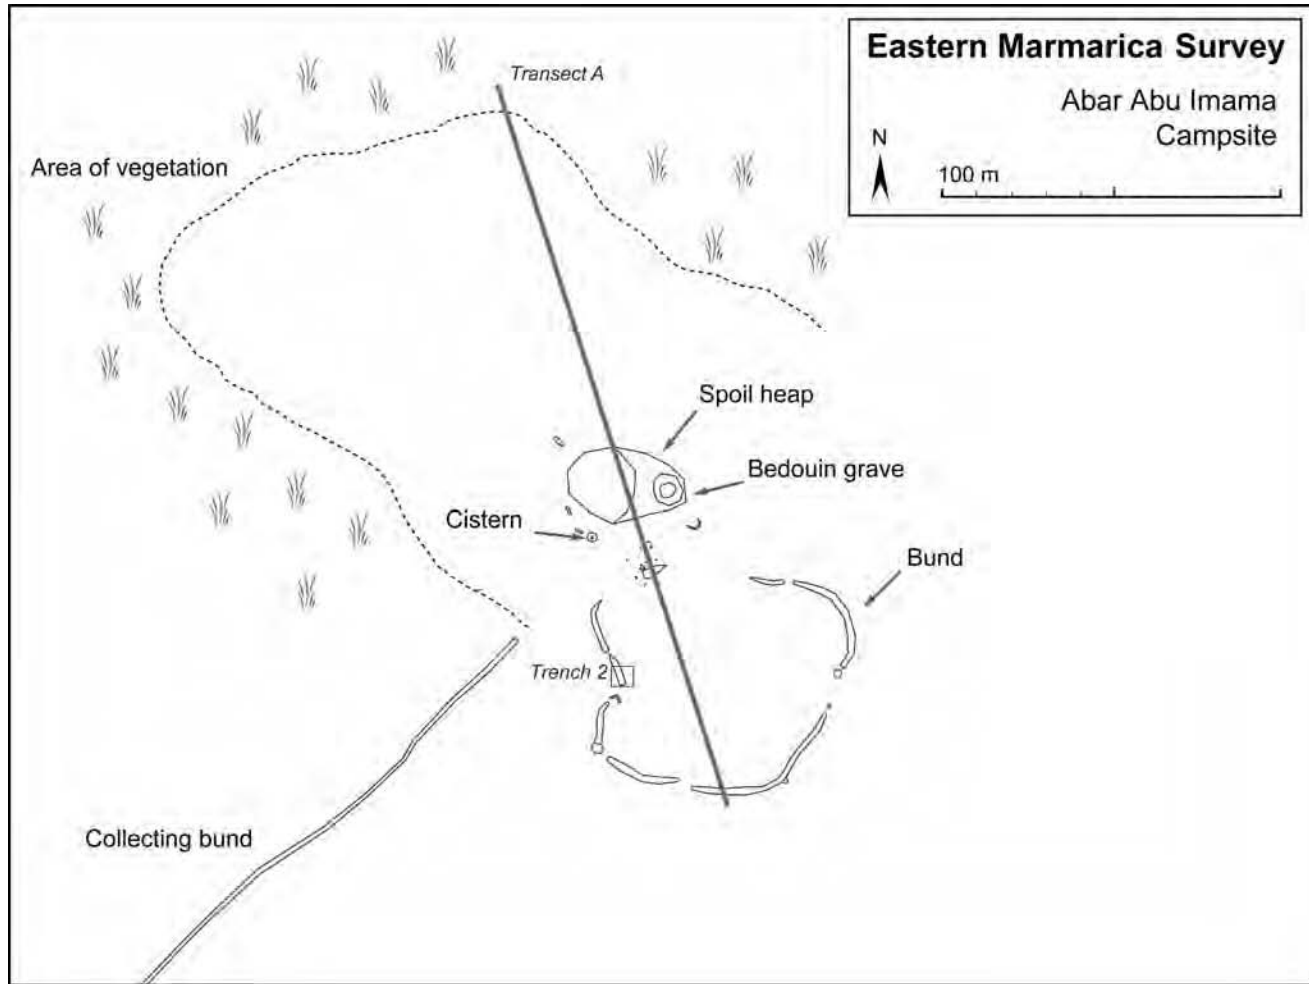 Transect A
Eastern Marmarica Survey
Abar Abu Imama
Campsite
N
100 m
Area of vegetation
Spoil heap
Bedouin grave
Cistern
Bund
Trench 2
Collecting bund